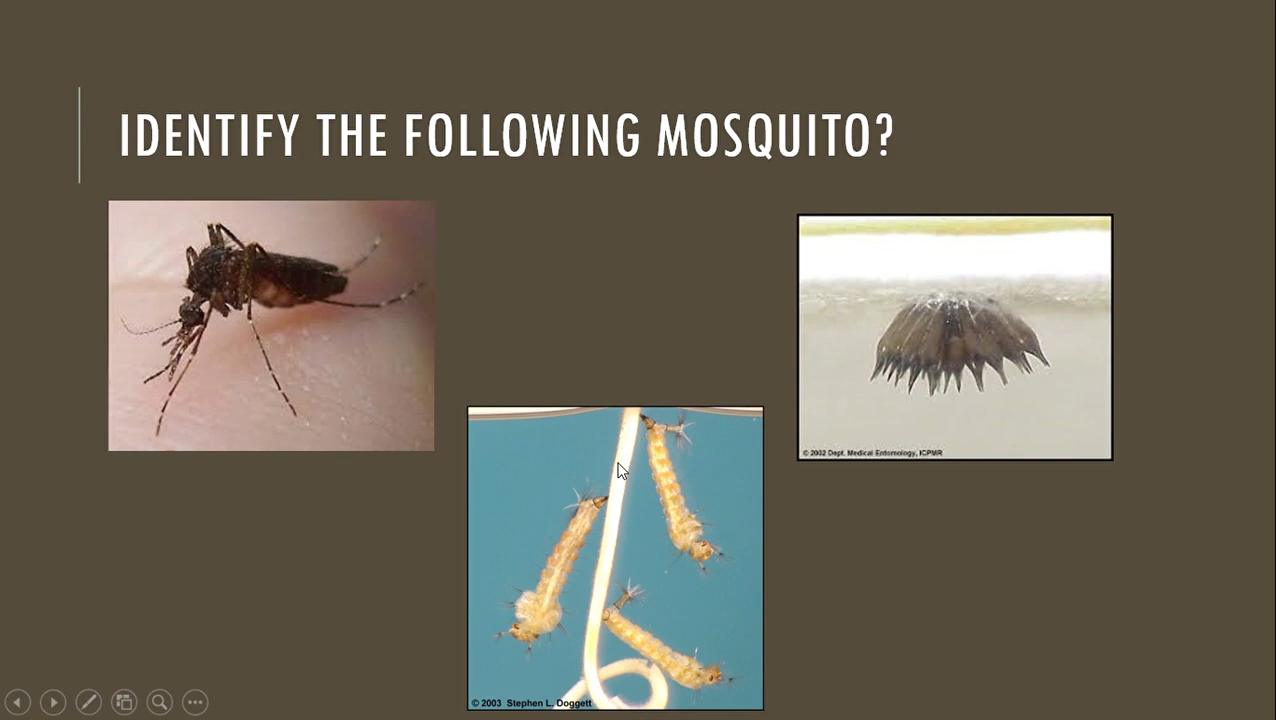 IDENTIFY THE FOLLOWING MOSQUITO?
© 2002 Dept. Medical Entomology, ICPMR
© 2003 Stephen L. Doggett